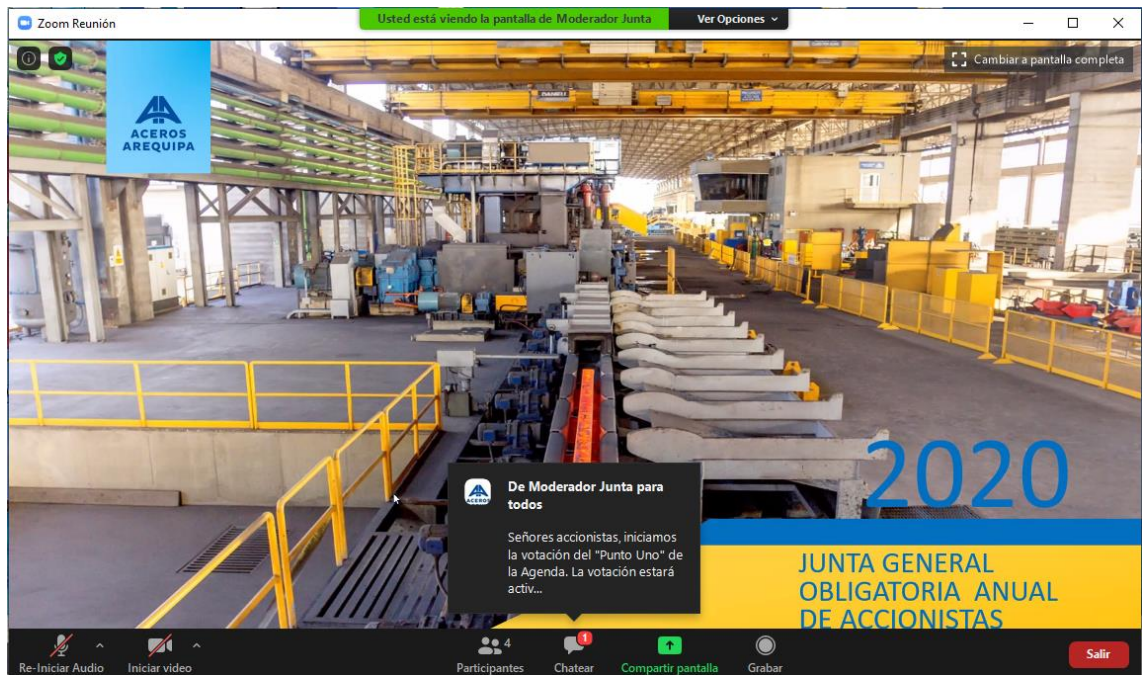 Zoom Reunión
Usted está viendo la pantalla de Moderador Junta
Ver Opciones
Cambiar a pantalla completa
ACEROS
AREQUIPA
DANIELI
2020
JUNTA GENERAL
OBLIGATORIA ANUAL
DE ACCIONISTAS
ACEROS
De Moderador Junta para
todos
Señores accionistas, iniciamos
la votación del "Punto Uno" de
la Agenda. La votación estará
activ...
Re-Iniciar Audio
Iniciar video
4
Participantes
1
Chatear
Compartir pantalla
Grabar
Salir